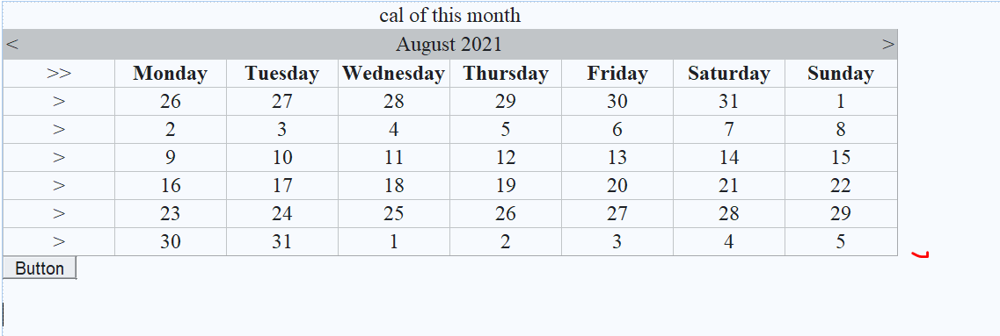 cal of this month
< August 2021 >
>> Monday Tuesday Wednesday Thursday Friday Saturday Sunday
> 26 27 28 29 30 31 1
> 2 3 4 5 6 7 8
> 9 10 11 12 13 14 15
> 16 17 18 19 20 21 22
> 23 24 25 26 27 28 29
> 30 31 1 2 3 4 5
Button